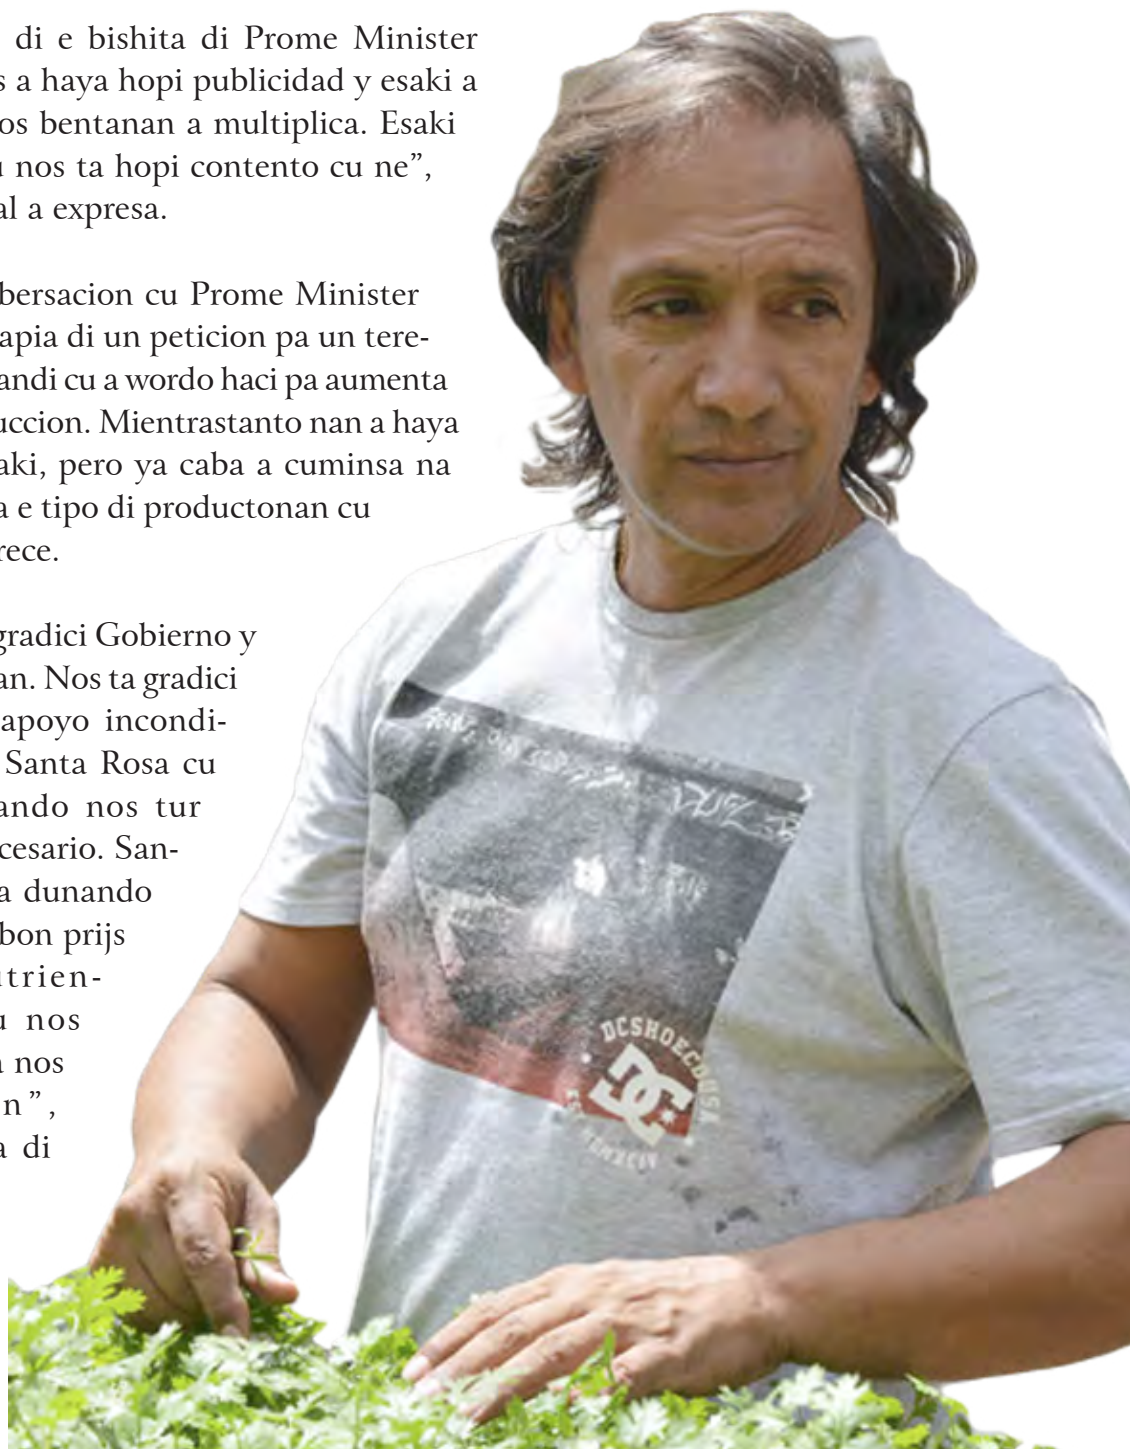 di e bishita di Prome Minister
s a haya hopi publicidad y esaki a
os bentanan a multiplica. Esaki
u nos ta hopi contento cu ne”,
al a expresa.
bersacion cu Prome Minister
apia di un peticion pa un tere-
andi cu a wordo haci pa aumenta
uccion. Mientrastanto nan a haya
aki, pero ya caba a cuminsa na
a e tipo di productonan cu
rece.
gradici Gobierno y
an. Nos ta gradici
apoyo incondi-
Santa Rosa cu
ando nos tur
cesario. San-
a dunando
bon prijs
utrien-
u nos
a nos
n”,
a di
DCSHOECOUSA
DC